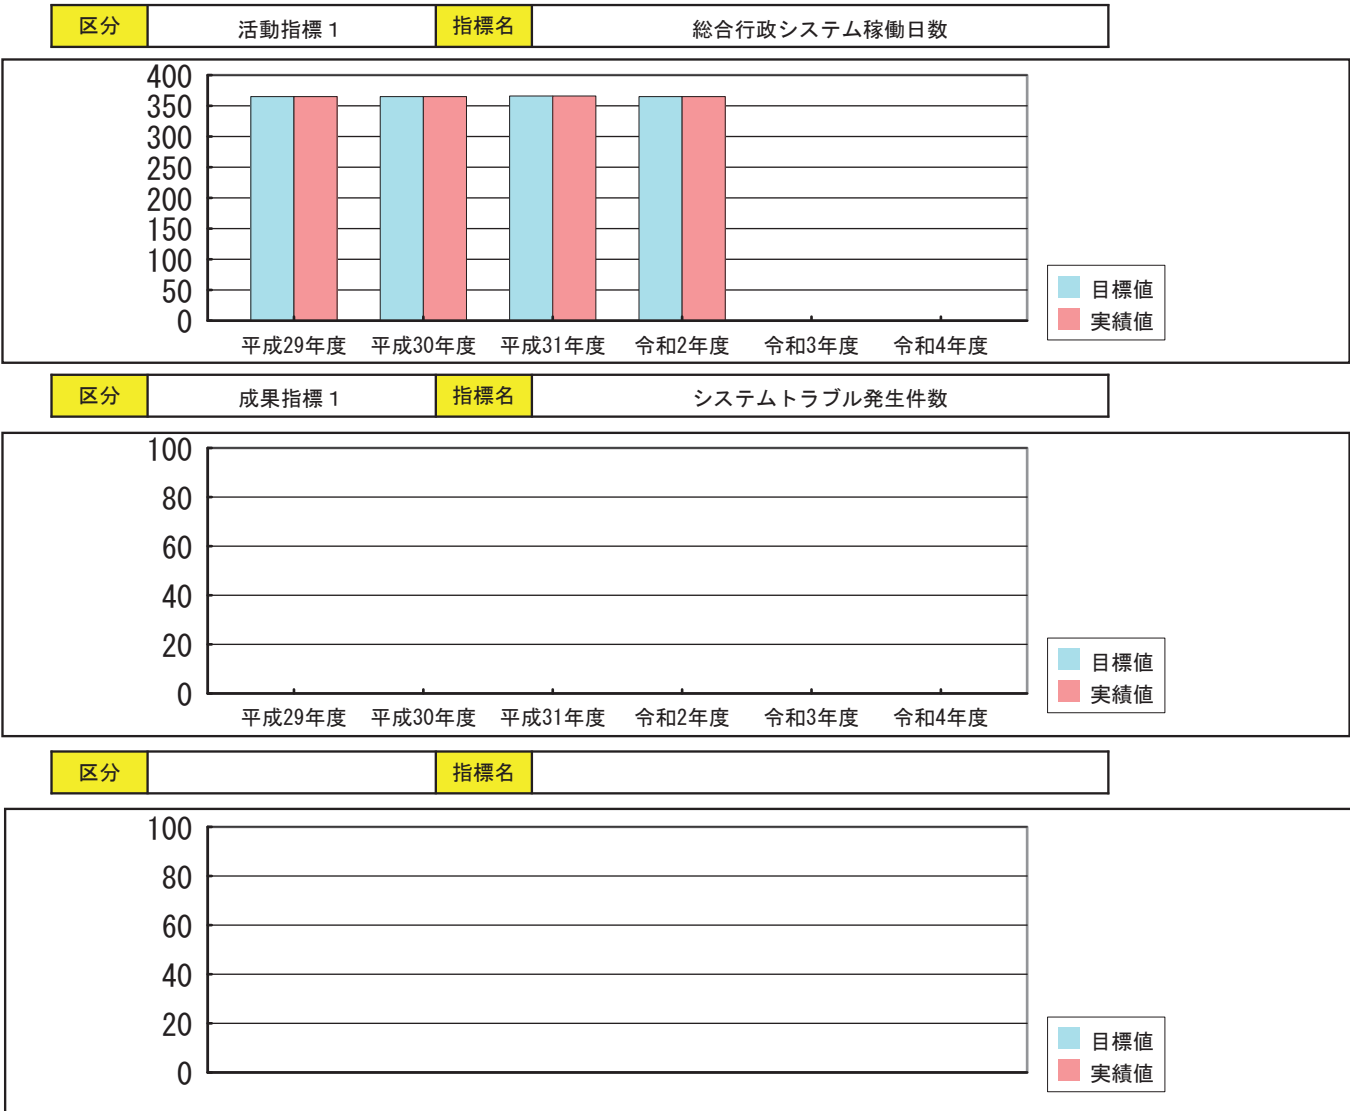 区分 活動指標１ 指標名 総合行政システム稼働日数
400
350
300
250
200
150
100
50
0
平成29年度 平成30年度 平成31年度 令和2年度 令和3年度 令和4年度
目標値
実績値
区分 成果指標１ 指標名 システムトラブル発生件数
100
80
60
40
20
0
平成29年度 平成30年度 平成31年度 令和2年度 令和3年度 令和4年度
目標値
実績値
区分 指標名
100
80
60
40
20
0
目標値
実績値